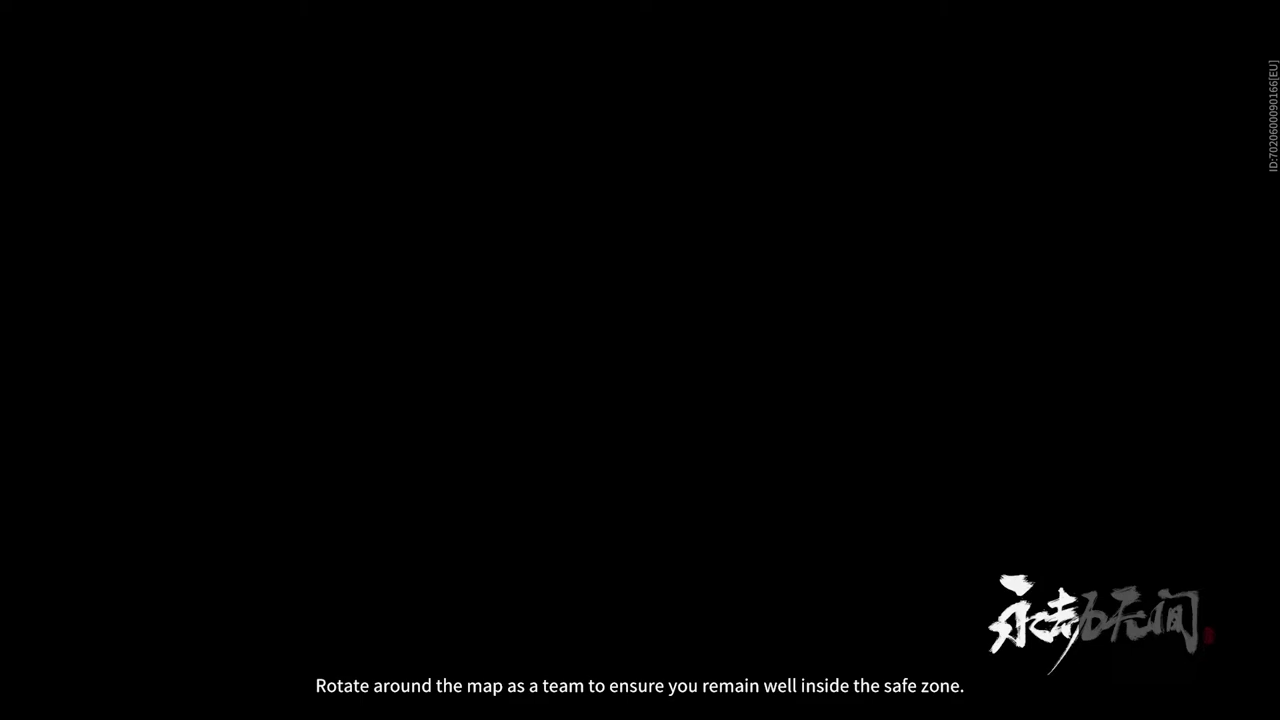 ID:7020600090166[EU]
永劫无间
Rotate around the map as a team to ensure you remain well inside the safe zone.